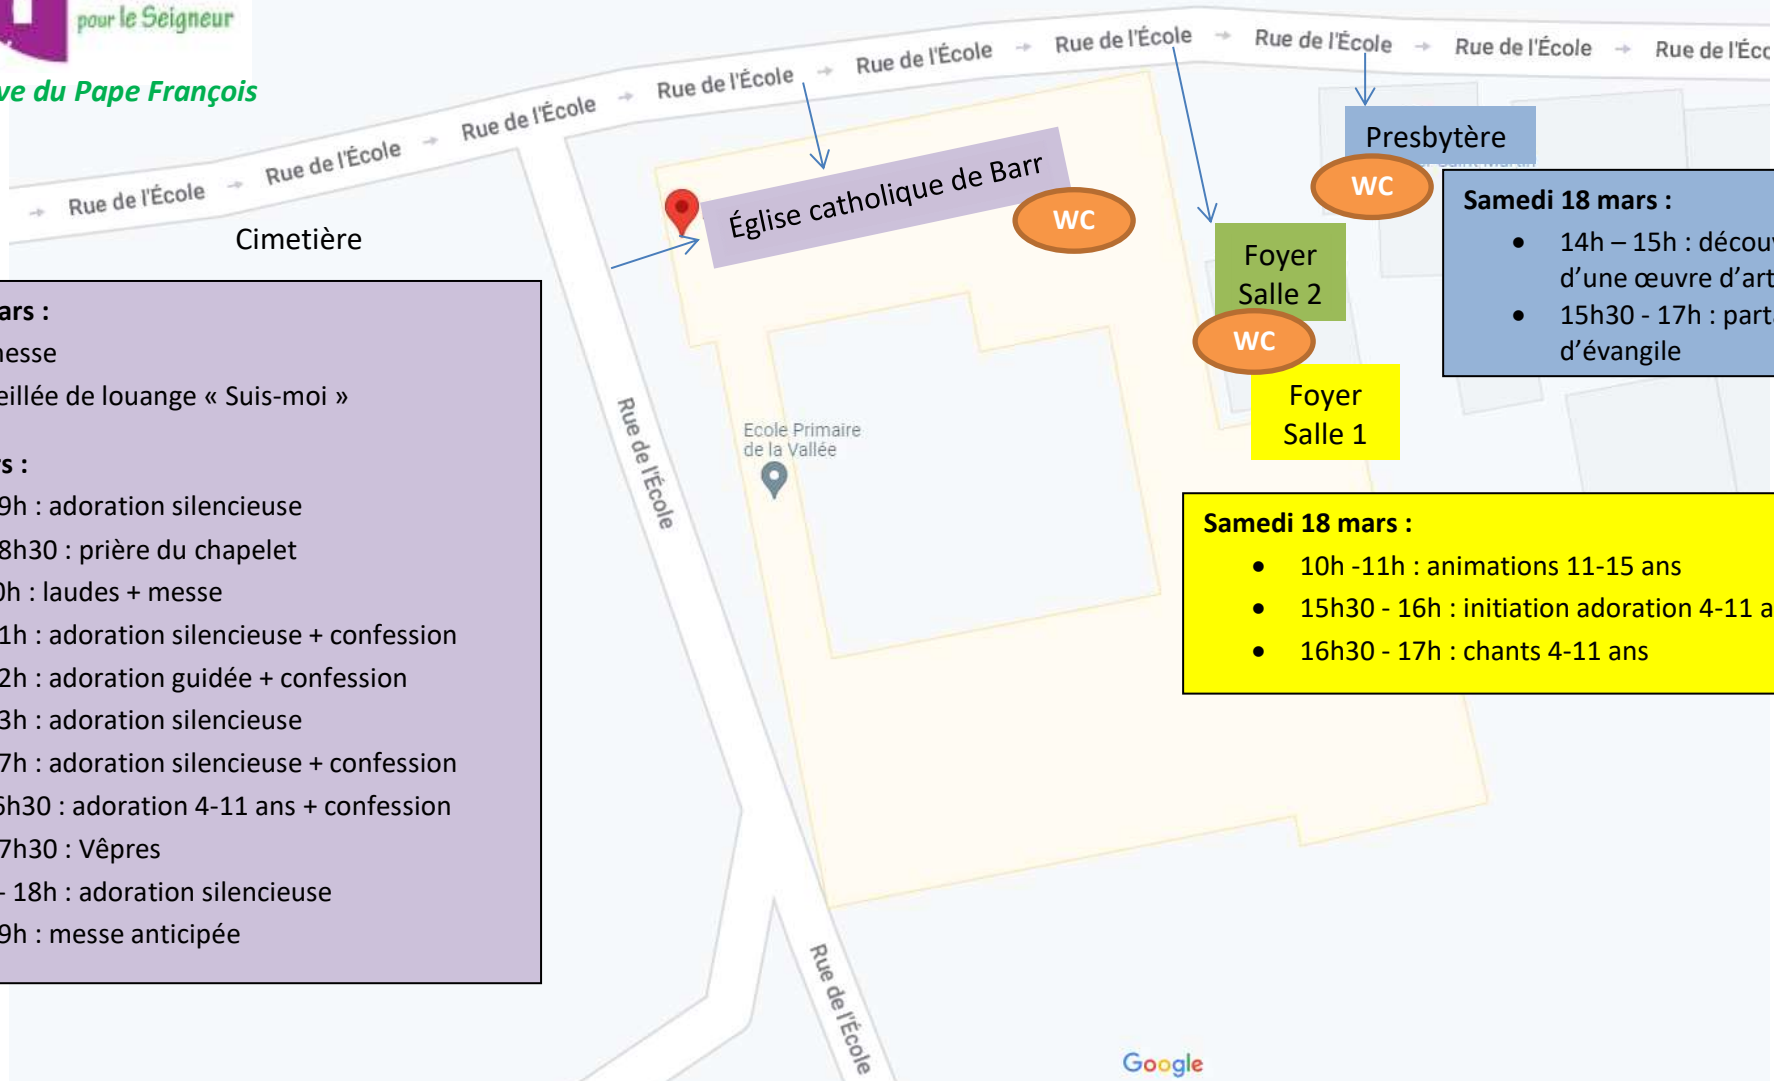 pour le Seigneur
ve du Pape François
Rue de l'École
Rue de l'École
Rue de l'École
Rue de l'École
Rue de l'École
Rue de l'École
Rue de l'École
Rue de l'École
Rue de l'Écc
Cimetière
Église catholique de Barr
WC
Presbytère
WC
Foyer
Salle 2
WC
Foyer
Salle 1
Rue de l'École
Ecole Primaire
de la Vallée
Rue de l'École
ars :
nesse
eillée de louange « Suis-moi »
rs :
9h : adoration silencieuse
8h30 : prière du chapelet
0h : laudes + messe
1h : adoration silencieuse + confession
2h : adoration guidée + confession
3h : adoration silencieuse
7h : adoration silencieuse + confession
6h30 : adoration 4-11 ans + confession
7h30 : Vêpres
- 18h : adoration silencieuse
9h : messe anticipée
Samedi 18 mars :
• 14h – 15h : découv
d’une œuvre d’art
• 15h30 - 17h : parta
d’évangile
Samedi 18 mars :
• 10h -11h : animations 11-15 ans
• 15h30 - 16h : initiation adoration 4-11 a
• 16h30 - 17h : chants 4-11 ans
Google